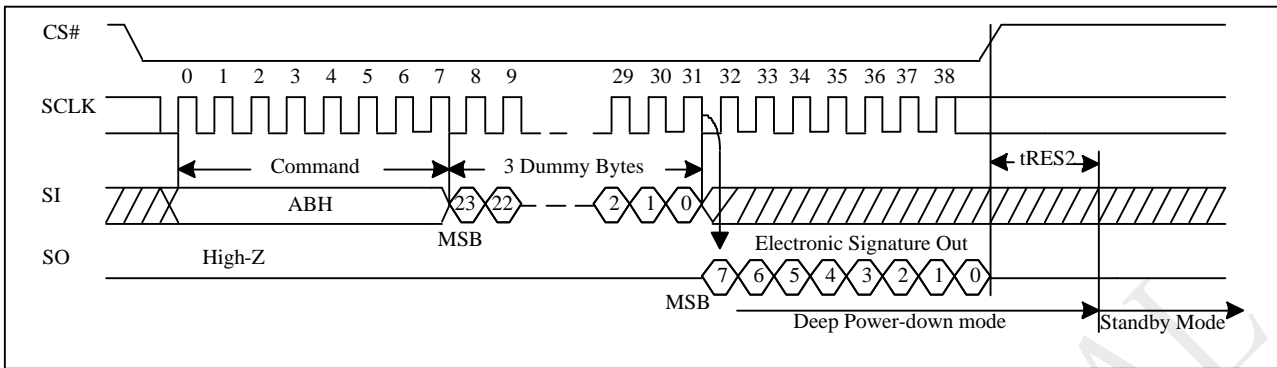 CS#
0 1 2 3 4 5 6 7 8 9 29 30 31 32 33 34 35 36 37 38
SCLK
Command 3 Dummy Bytes tRES2
SI ABH 23 22 2 1 0
MSB
SO High-Z Electronic Signature Out
7 6 5 4 3 2 1 0
MSB
Deep Power-down mode Standby Mode